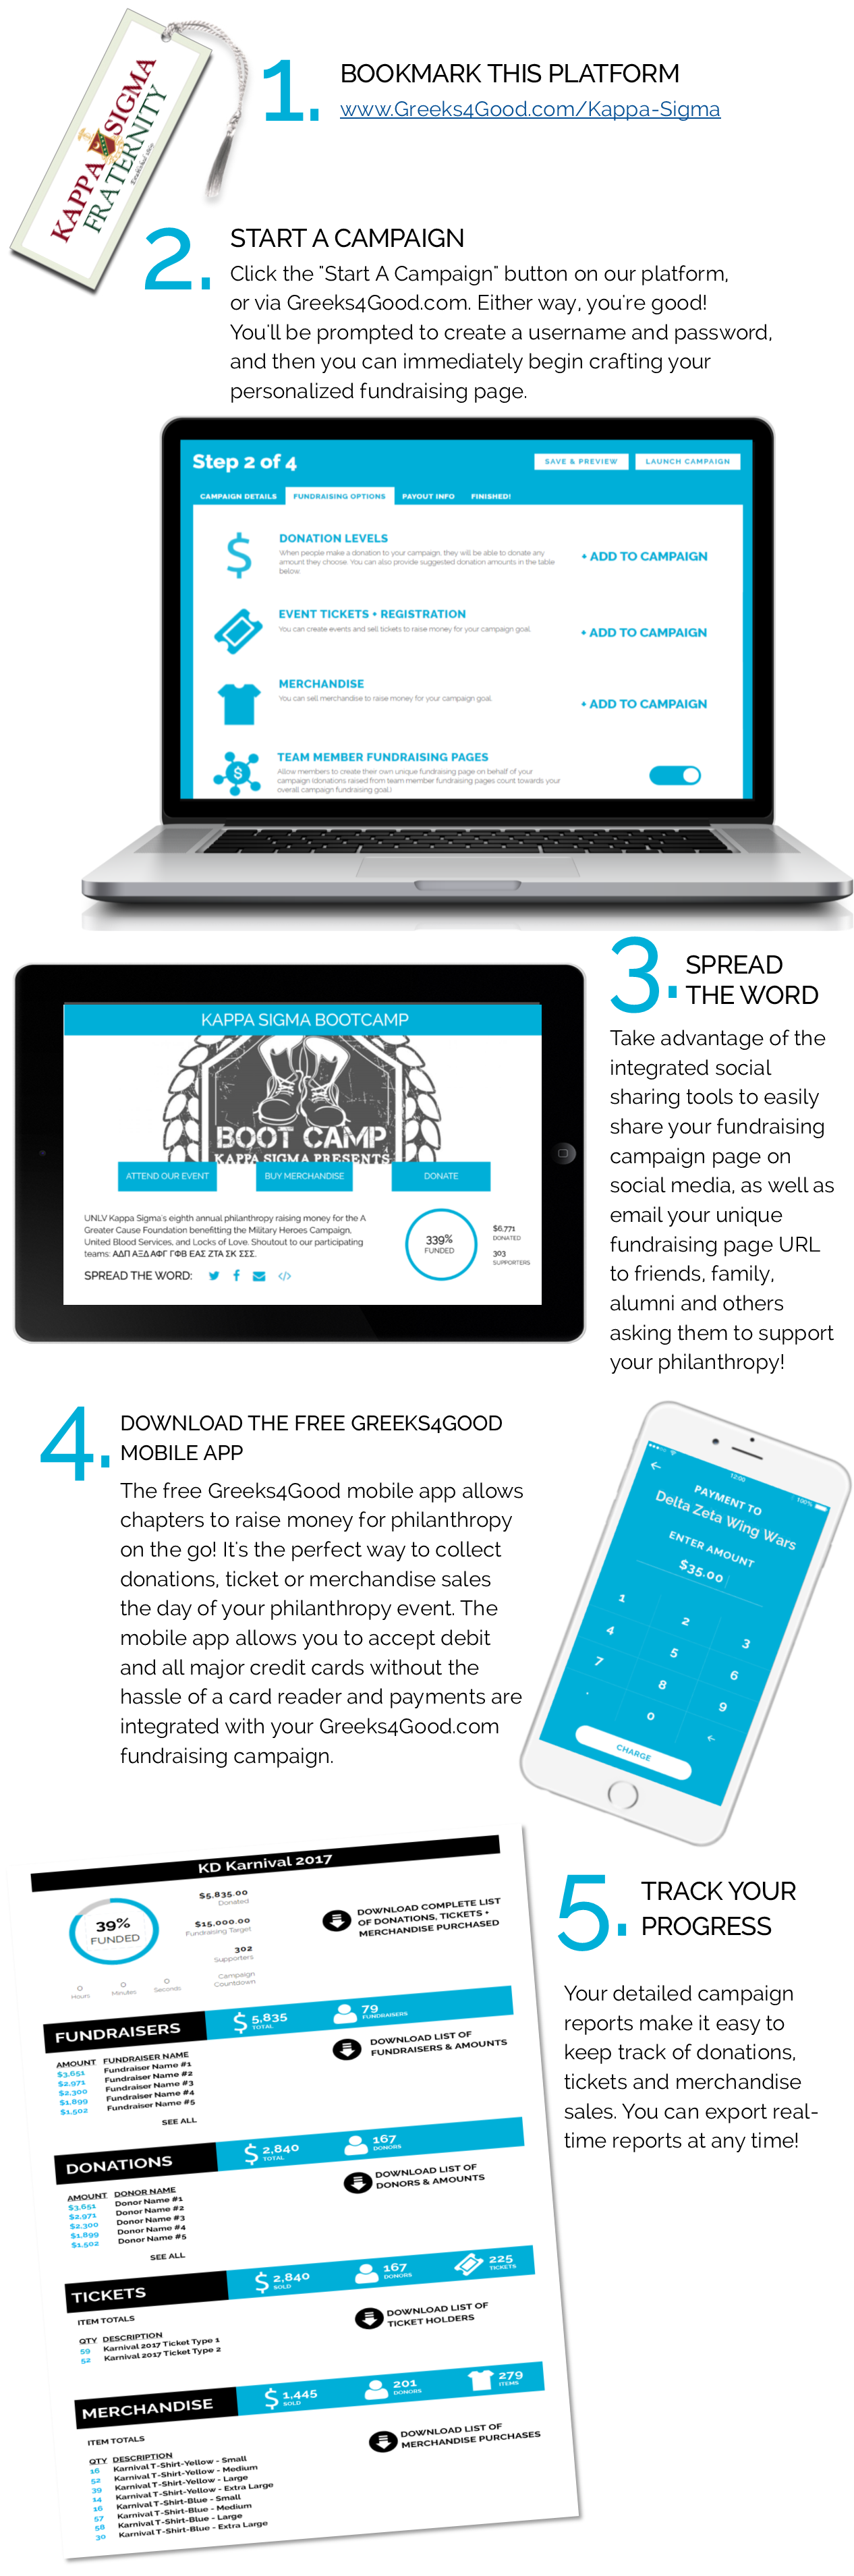 KAPPA SIGMA
FRATERNITY
1.
BOOKMARK THIS PLATFORM
www.Greeks4Good.com/Kappa-Sigma
2.
START A CAMPAIGN
Click the "Start A Campaign" button on our platform,
or via Greeks4Good.com. Either way, you're good!
You'll be prompted to create a username and password,
and then you can immediately begin crafting your
personalized fundraising page.
Step 2 of 4
SAVE & PREVIEW
LAUNCH CAMPAIGN
CAMPAIGN DETAILS
FUNDRAISING OPTIONS
PAYOUT INFO
FINISHED!
DONATION LEVELS
When people make a donation to your campaign, they will be able to donate any
amount they choose. You can also provide suggested donation amounts in the table
below.
+ ADD TO CAMPAIGN
EVENT TICKETS + REGISTRATION
You can create events and sell tickets to raise money for your campaign goal.
+ ADD TO CAMPAIGN
MERCHANDISE
You can sell merchandise to raise money for your campaign goal.
+ ADD TO CAMPAIGN
TEAM MEMBER FUNDRAISING PAGES
Allow members to create their own unique fundraising page on behalf of your
campaign (donations raised from team member fundraising pages count towards your
overall campaign fundraising goal.)
3.
SPREAD
THE WORD
Take advantage of the
integrated social
sharing tools to easily
share your fundraising
campaign page on
social media, as well as
email your unique
fundraising page URL
to friends, family,
alumni and others
asking them to support
your philanthropy!
KAPPA SIGMA BOOTCAMP
BOOT CAMP
KAPPA SIGMA PRESENTS
ATTEND OUR EVENT
BUY MERCHANDISE
DONATE
UNLV Kappa Sigma's eighth annual philanthropy raising money for the A
Greater Cause Foundation benefitting the Military Heroes Campaign,
United Blood Services, and Locks of Love. Shoutout to our participating
teams: ΑΔΠ ΑΞΔ ΑΦΓ ΓΦΒ ΕΑΣ ΖΤΑ ΣΚ ΣΣΣ.
339%
FUNDED
$6,771
DONATED
303
SUPPORTERS
SPREAD THE WORD:
4.
DOWNLOAD THE FREE GREEKS4GOOD
MOBILE APP
The free Greeks4Good mobile app allows
chapters to raise money for philanthropy
on the go! It's the perfect way to collect
donations, ticket or merchandise sales
the day of your philanthropy event. The
mobile app allows you to accept debit
and all major credit cards without the
hassle of a card reader and payments are
integrated with your Greeks4Good.com
fundraising campaign.
12:00
100%
PAYMENT TO
Delta Zeta Wing Wars
ENTER AMOUNT
$35.00
1 2 3
4 5 6
7 8 9
. 0
CHARGE
5.
TRACK YOUR
PROGRESS
Your detailed campaign
reports make it easy to
keep track of donations,
tickets and merchandise
sales. You can export real-
time reports at any time!
KD Karnival 2017
39%
FUNDED
$5,835.00
Donated
$15,000.00
Fundraising Target
302
Supporters
Campaign
Countdown
0 0 0
Hours Minutes Seconds
DOWNLOAD COMPLETE LIST
OF DONATIONS, TICKETS +
MERCHANDISE PURCHASED
FUNDRAISERS
$ 5,835
TOTAL
79
FUNDRAISERS
AMOUNT FUNDRAISER NAME
$3,651 Fundraiser Name #1
$2,971 Fundraiser Name #2
$2,300 Fundraiser Name #3
$1,899 Fundraiser Name #4
$1,502 Fundraiser Name #5
SEE ALL
DOWNLOAD LIST OF
FUNDRAISERS & AMOUNTS
DONATIONS
$ 2,840
TOTAL
167
DONORS
AMOUNT DONOR NAME
$3,651 Donor Name #1
$2,971 Donor Name #2
$2,300 Donor Name #3
$1,899 Donor Name #4
$1,502 Donor Name #5
SEE ALL
DOWNLOAD LIST OF
DONORS & AMOUNTS
TICKETS
$ 2,840
SOLD
167
DONORS
225
TICKETS
ITEM TOTALS
QTY DESCRIPTION
59 Karnival 2017 Ticket Type 1
52 Karnival 2017 Ticket Type 2
DOWNLOAD LIST OF
TICKET HOLDERS
MERCHANDISE
$ 1,445
SOLD
201
DONORS
279
ITEMS
ITEM TOTALS
QTY DESCRIPTION
16 Karnival T-Shirt-Yellow - Small
52 Karnival T-Shirt-Yellow - Medium
39 Karnival T-Shirt-Yellow - Large
14 Karnival T-Shirt-Yellow - Extra Large
16 Karnival T-Shirt-Blue - Small
57 Karnival T-Shirt-Blue - Medium
58 Karnival T-Shirt-Blue - Large
30 Karnival T-Shirt-Blue - Extra Large
DOWNLOAD LIST OF
MERCHANDISE PURCHASES